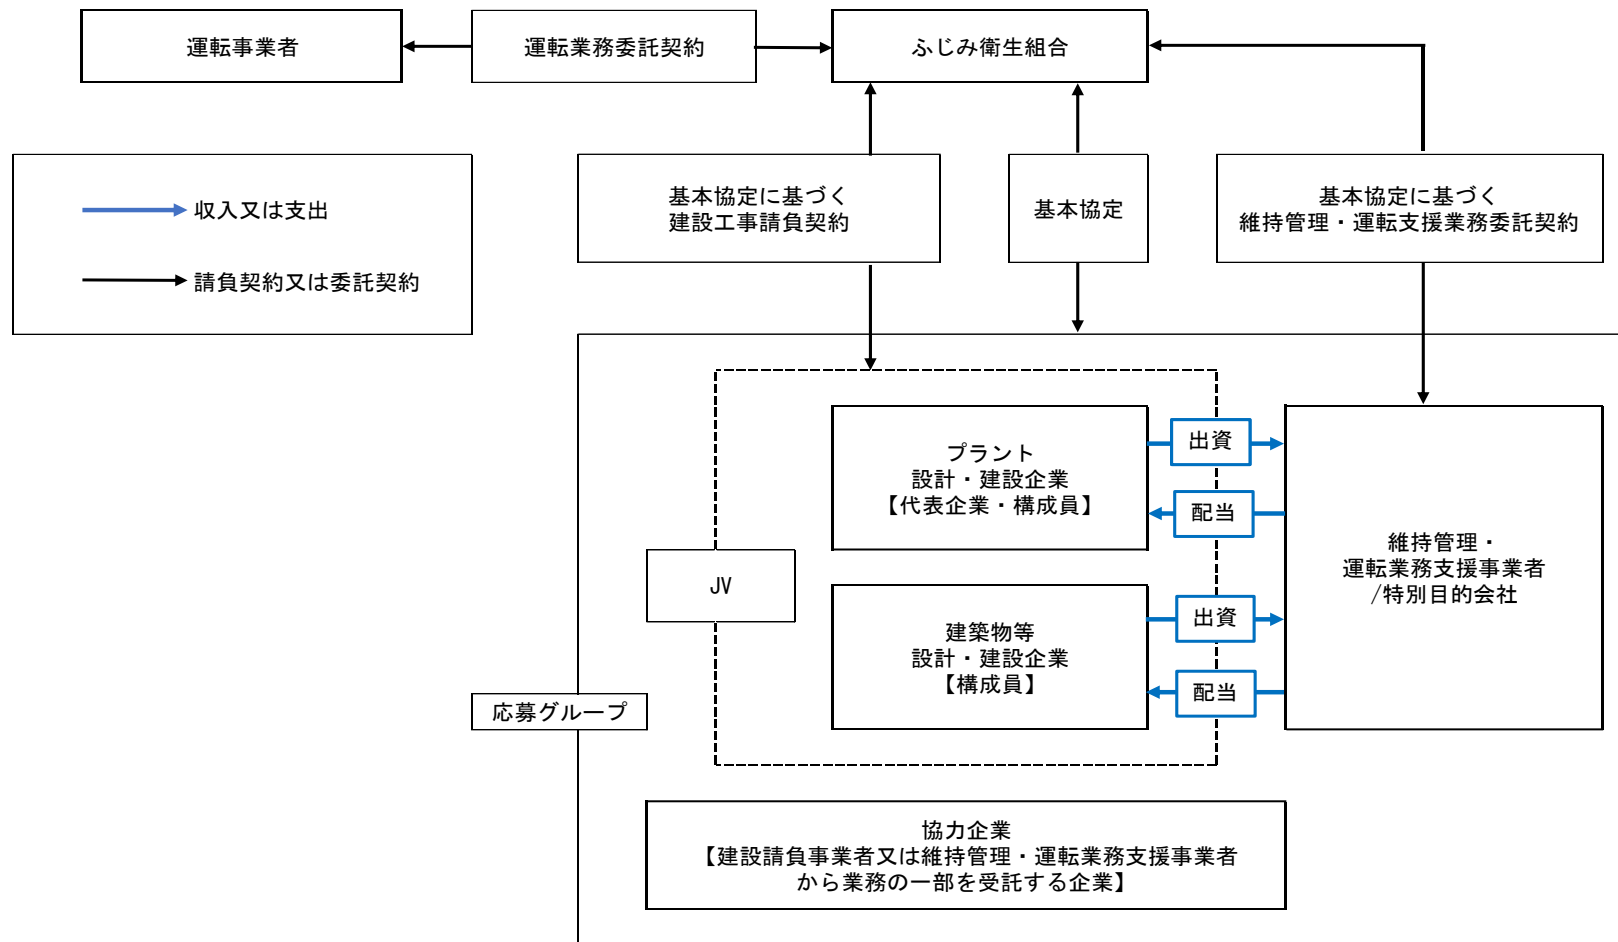 運転事業者
運転業務委託契約
ふじみ衛生組合
収入又は支出
請負契約又は委託契約
基本協定に基づく
建設工事請負契約
基本協定
基本協定に基づく
維持管理・運転支援業務委託契約
プラント
設計・建設企業
【代表企業・構成員】
出資
配当
JV
建築物等
設計・建設企業
【構成員】
出資
配当
維持管理・
運転業務支援事業者
/特別目的会社
応募グループ
協力企業
【建設請負事業者又は維持管理・運転業務支援事業者
から業務の一部を受託する企業】